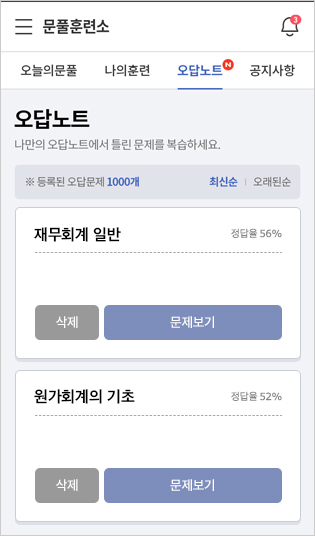 문풀훈련소
3
오늘의문풀 나의훈련 오답노트 N 공지사항
오답노트
나만의 오답노트에서 틀린 문제를 복습하세요.
※ 등록된 오답문제 1000개 최신순 | 오래된순
재무회계 일반 정답율 56%
삭제 문제보기
원가회계의 기초 정답율 52%
삭제 문제보기